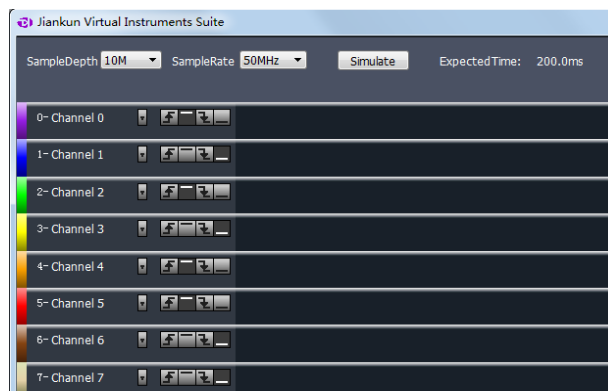 Jiankun Virtual Instruments Suite
SampleDepth 10M SampleRate 50MHz Simulate ExpectedTime: 200.0ms
0- Channel 0
1- Channel 1
2- Channel 2
3- Channel 3
4- Channel 4
5- Channel 5
6- Channel 6
7- Channel 7